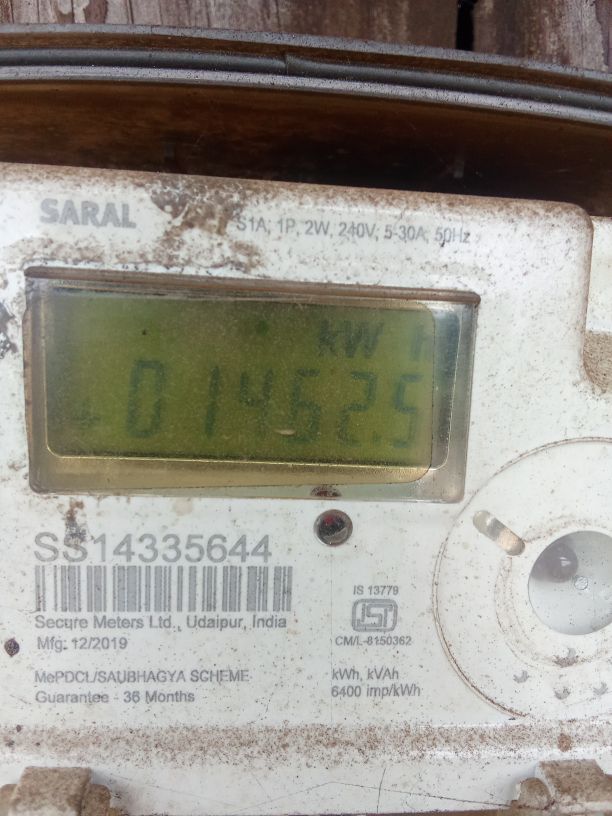 SARAL
S1A, 1P, 2W, 240V, 5-30A, 50Hz
kW h
01462.5
SS14335644
Secure Meters Ltd., Udaipur, India
Mfg. 12/2019
MePDCL/SAUBHAGYA SCHEME
Guarantee - 36 Months
IS 13779
ISI
CM/L-8150362
kWh, kVAh
6400 imp/kWh